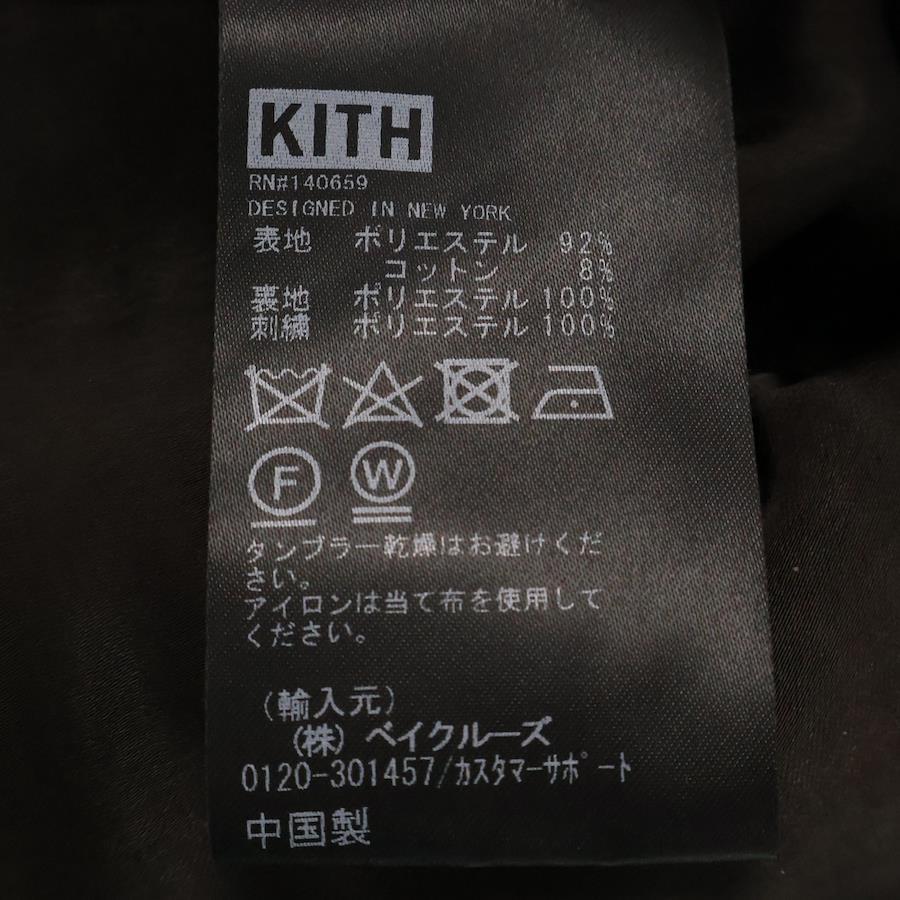 KITH
RN#140659
DESIGNED IN NEW YORK
表地 ポリエステル 92%
コットン 8%
裏地 ポリエステル 100%
刺繍 ポリエステル 100%
F W
タンブラー乾燥はお避けくだ
さい。
アイロンは当て布を使用して
ください。
(輸入元)
(株) ベイクルーズ
0120-301457/カスタマーサポート
中国製